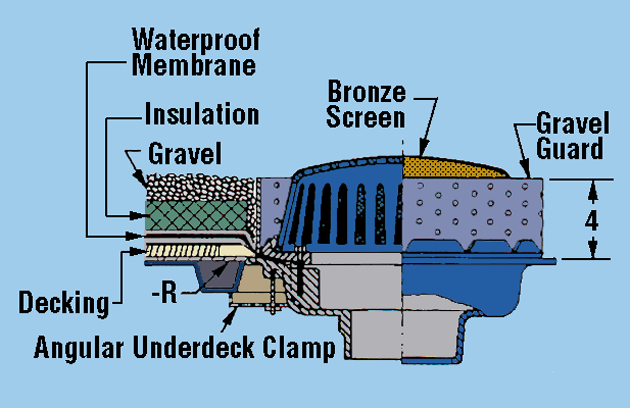 Waterproof
Membrane
Insulation
Gravel
Bronze
Screen
Gravel
Guard
4
Decking
-R
Angular Underdeck Clamp